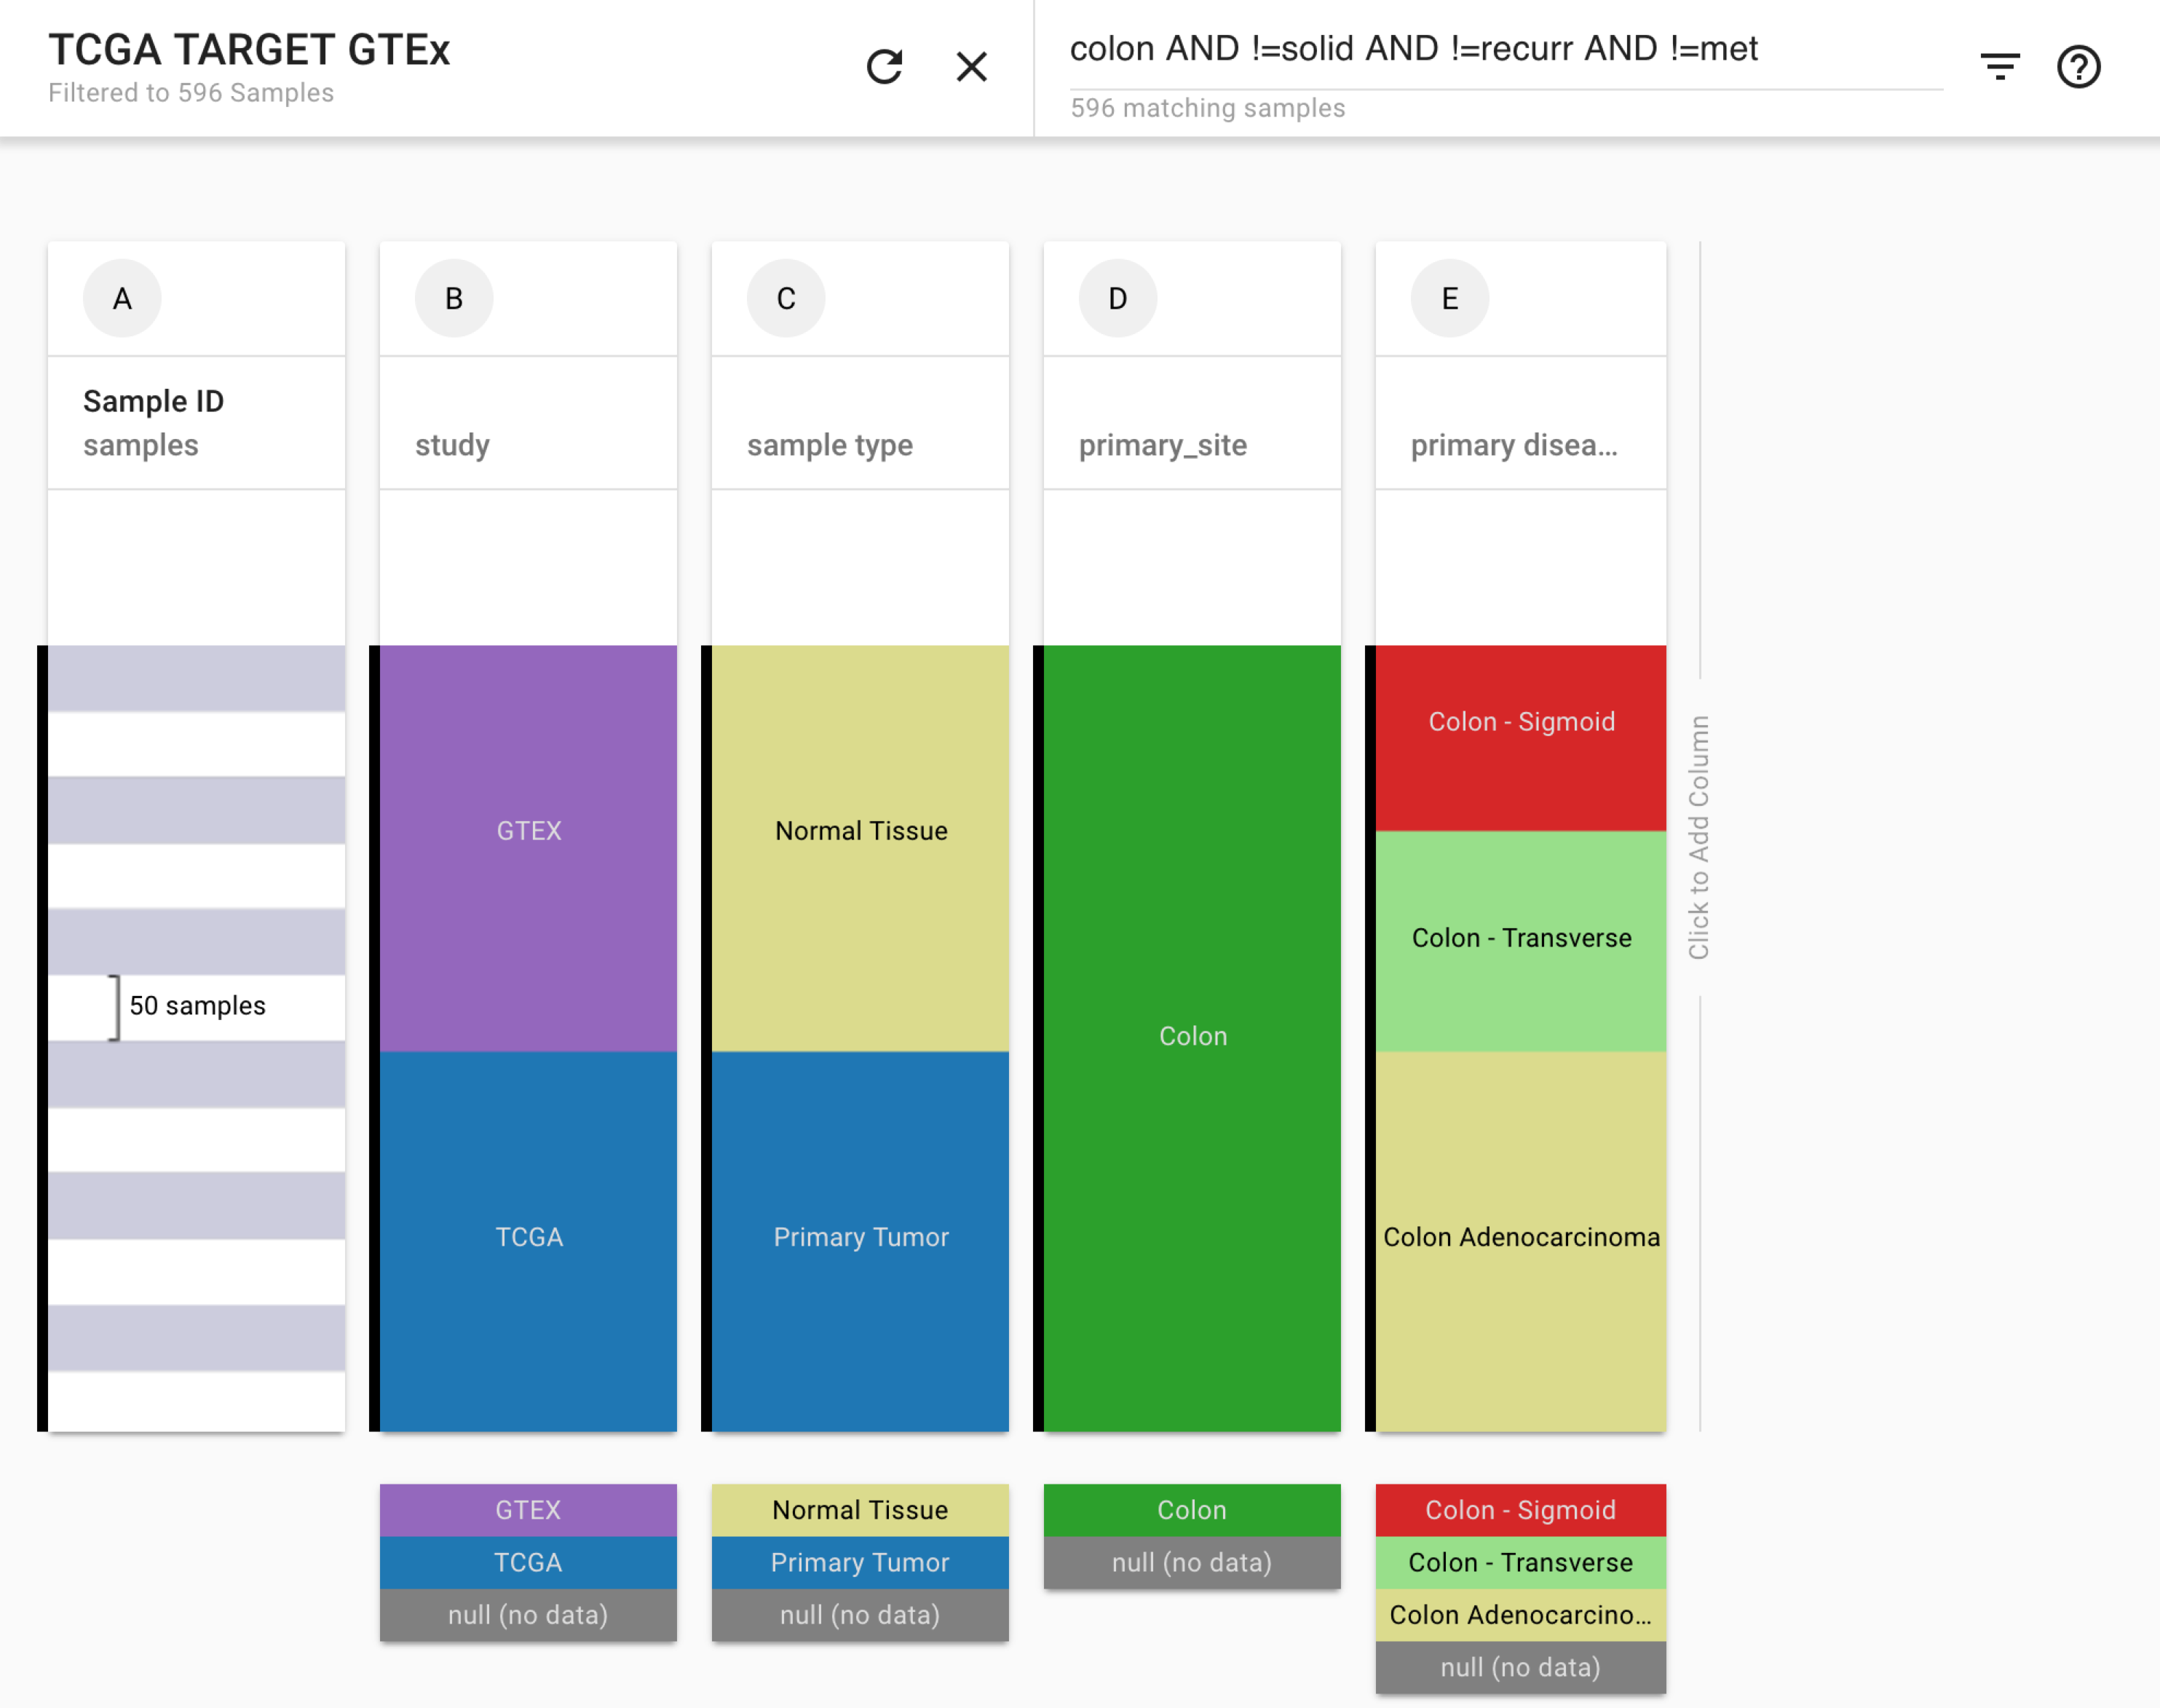 TCGA TARGET GTEx
Filtered to 596 Samples
colon AND !=solid AND !=recurr AND !=met
596 matching samples
A
B
C
D
E
Sample ID
samples
study
sample type
primary_site
primary disea...
GTEX
TCGA
Normal Tissue
Primary Tumor
Colon
Colon - Sigmoid
Colon - Transverse
Colon Adenocarcinoma
50 samples
Click to Add Column
GTEX
TCGA
null (no data)
Normal Tissue
Primary Tumor
null (no data)
Colon
null (no data)
Colon - Sigmoid
Colon - Transverse
Colon Adenocarcino...
null (no data)